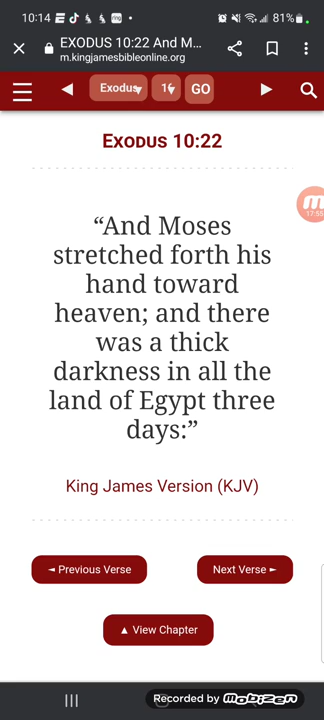 10:14
81%
EXODUS 10:22 And M...
m.kingjamesbibleonline.org
Exodus
GO
EXODUS 10:22
“And Moses
stretched forth his
hand toward
heaven; and there
was a thick
darkness in all the
land of Egypt three
days:”
King James Version (KJV)
◄ Previous Verse
Next Verse ►
▲ View Chapter
17:55
Recorded by mobizen